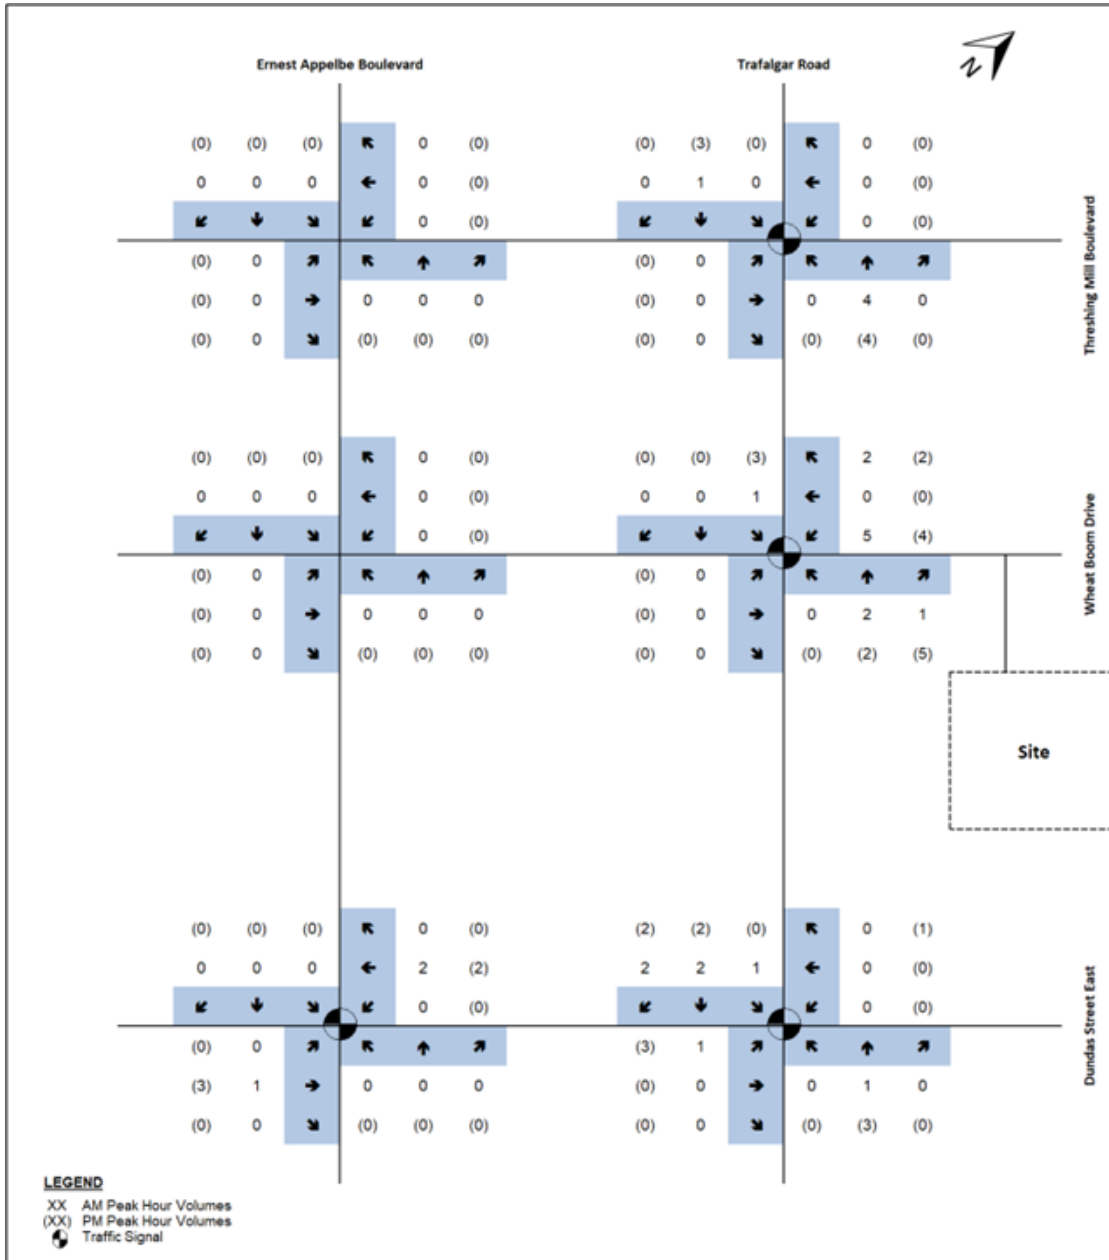 Ernest Appelbe Boulevard Trafalgar Road N
(0) (0) (0) 0 (0) (0) (3) (0) 0 (0)
0 0 0 0 (0) 0 1 0 0 (0)
0 (0) 0 (0)
(0) 0 (0) 0
(0) 0 0 0 0 (0) 0 0 4 0
(0) 0 (0) (0) (0) (0) 0 (0) (4) (0)
Threshing Mill Boulevard
(0) (0) (0) 0 (0) (0) (0) (3) 2 (2)
0 0 0 0 (0) 0 0 1 0 (0)
0 (0) 5 (4)
(0) 0 (0) 0
(0) 0 0 0 0 (0) 0 0 2 1
(0) 0 (0) (0) (0) (0) 0 (0) (2) (5)
Wheat Boom Drive
Site
(0) (0) (0) 0 (0) (2) (2) (0) 0 (1)
0 0 0 2 (2) 2 2 1 0 (0)
0 (0) 0 (0)
(0) 0 (3) 1
(3) 1 0 0 0 (0) 0 0 1 0
(0) 0 (0) (0) (0) (0) 0 (0) (3) (0)
Dundas Street East
LEGEND
XX AM Peak Hour Volumes
(XX) PM Peak Hour Volumes
Traffic Signal